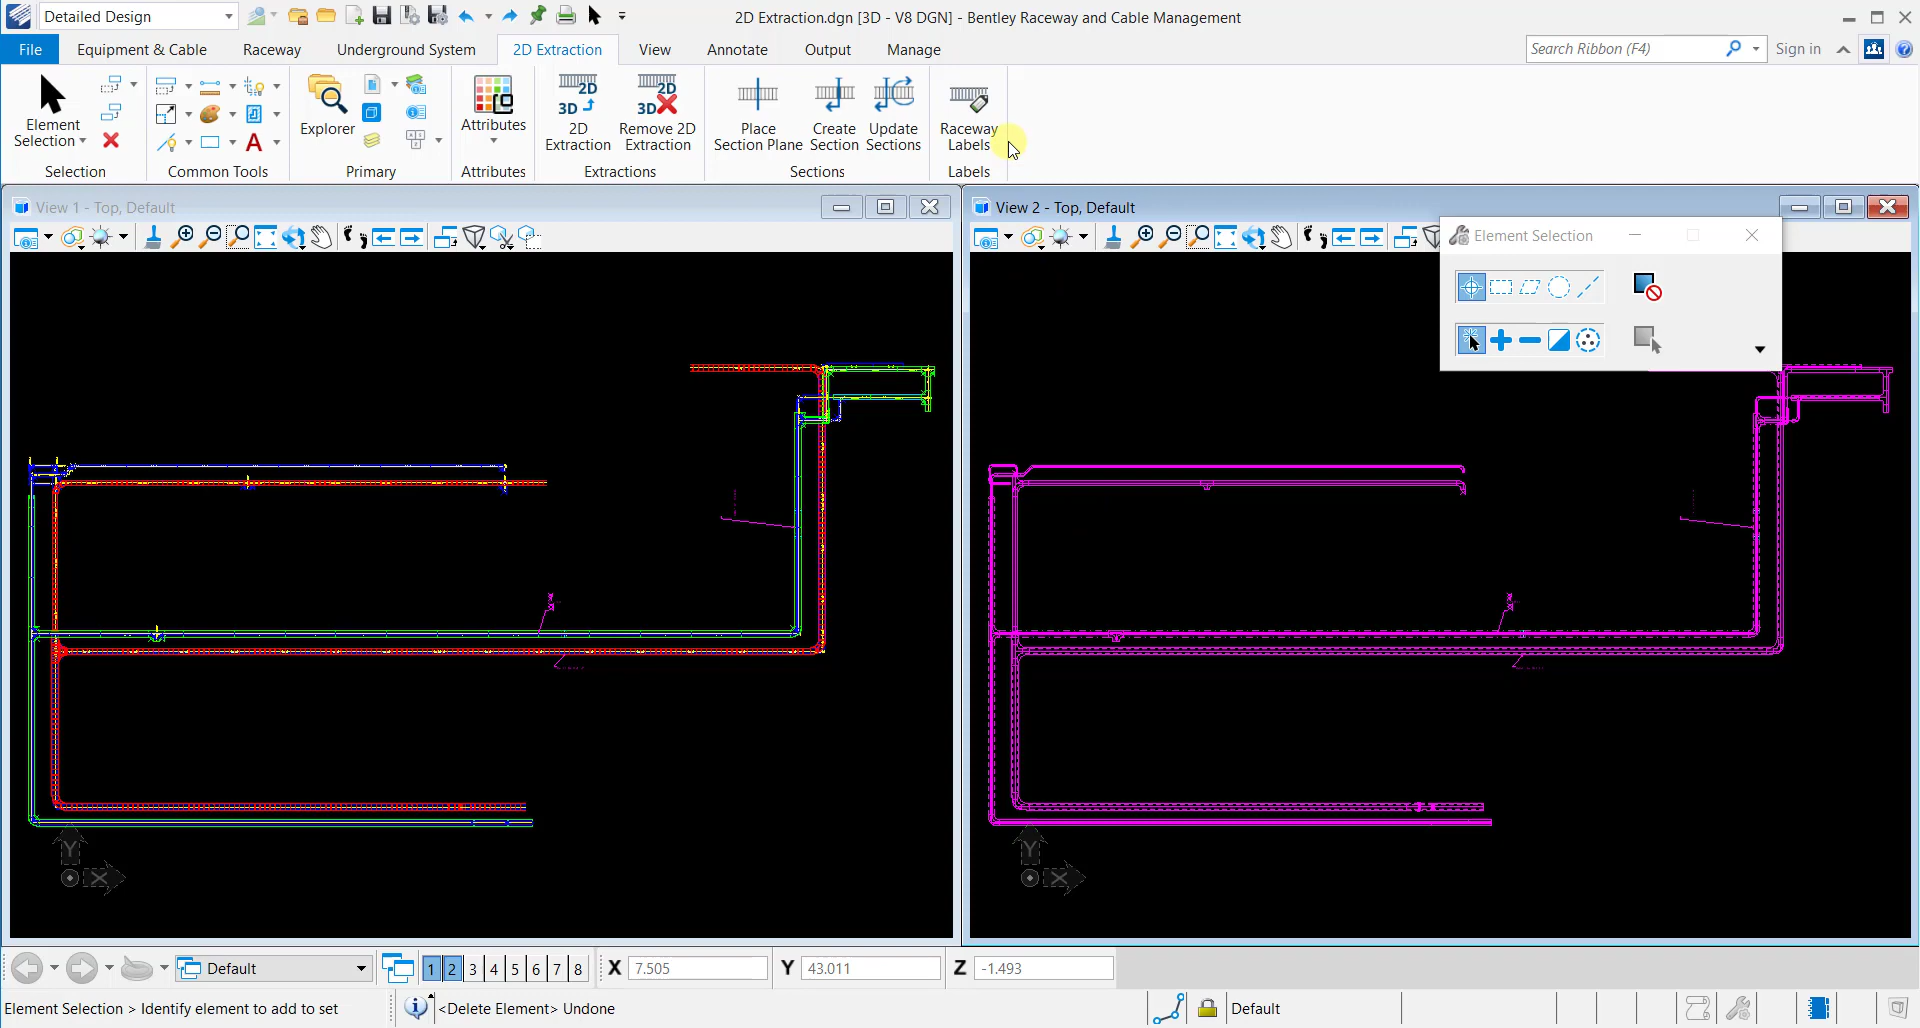 Detailed Design
2D Extraction.dgn [3D - V8 DGN] - Bentley Raceway and Cable Management
File
Equipment & Cable
Raceway
Underground System
2D Extraction
View
Annotate
Output
Manage
Search Ribbon (F4)
Sign in
Element
Selection
Selection
Common Tools
Explorer
Primary
Attributes
Attributes
2D
3D
2D
Extraction
2D
3D
Remove 2D
Extraction
Extractions
Place
Section Plane
Create
Section
Update
Sections
Sections
Raceway
Labels
Labels
View 1 - Top, Default
View 2 - Top, Default
Element Selection
Y
X
Y
X
Default
1 2 3 4 5 6 7 8
X 7.505
Y 43.011
Z -1.493
Element Selection > Identify element to add to set
<Delete Element> Undone
Default